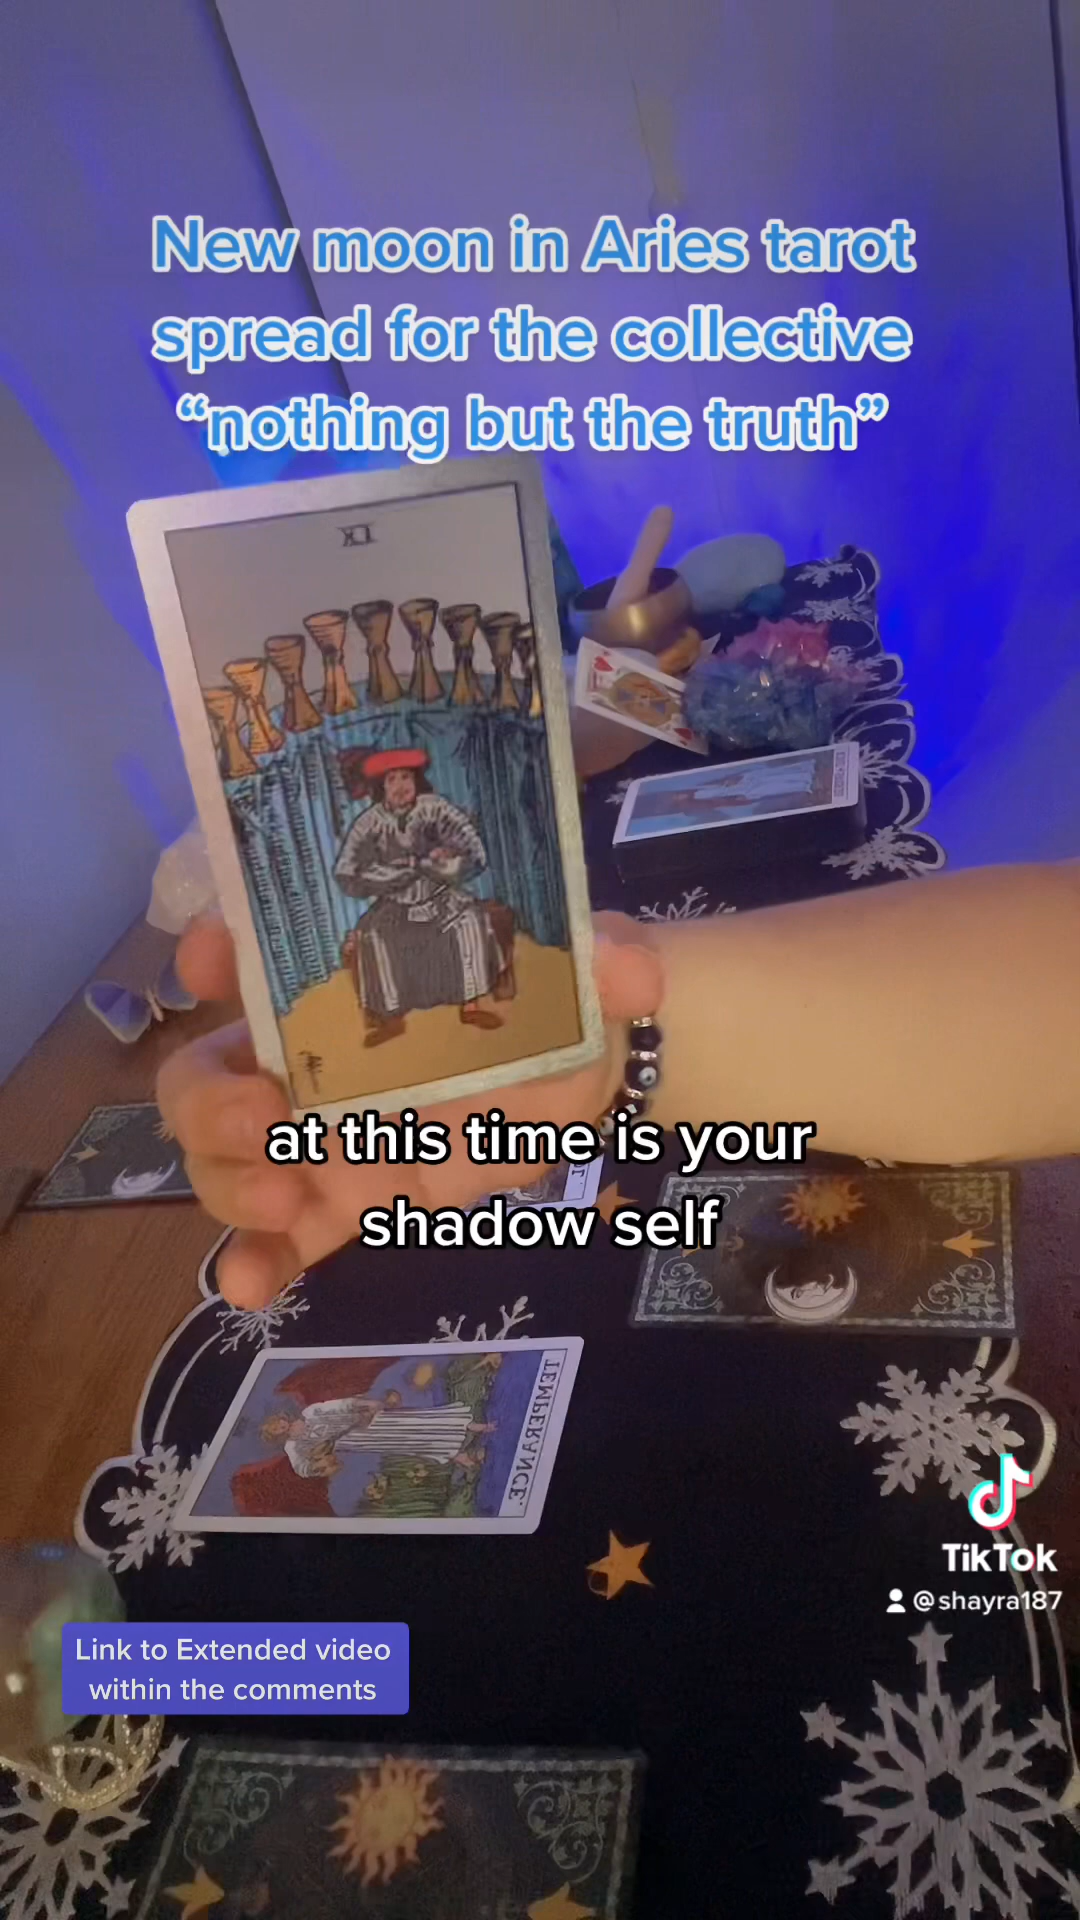 New moon in Aries tarot
spread for the collective
“nothing but the truth”
IX
at this time is your
shadow self
TEMPERANCE.
TikTok
@shayra187
Link to Extended video
within the comments